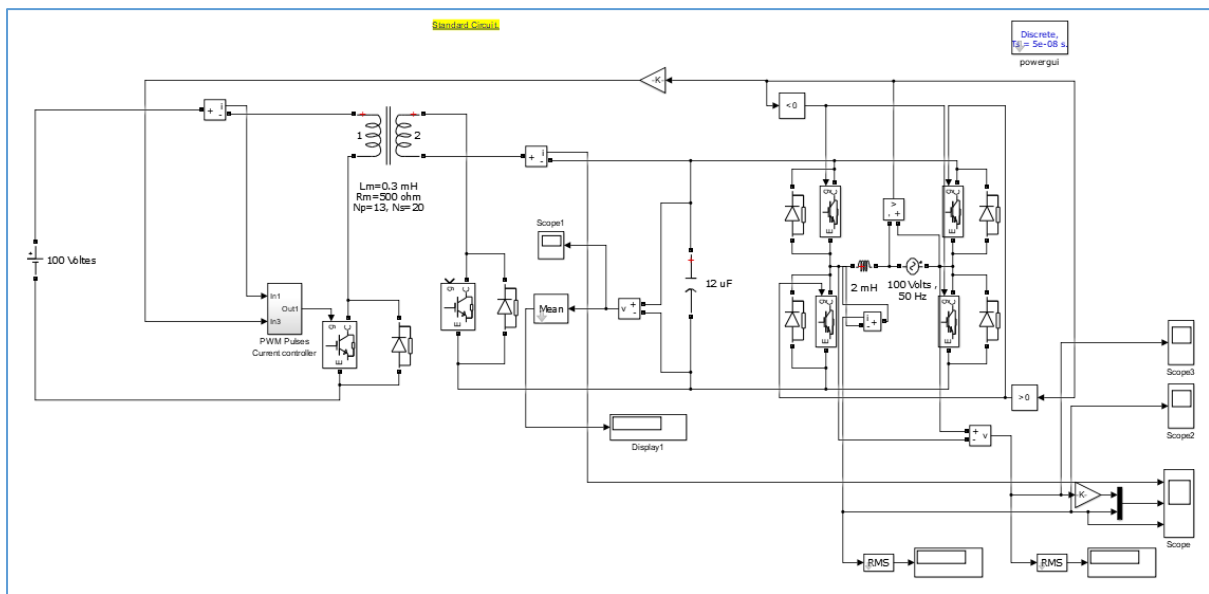 Standard Circuit.
Discrete,
Ts = 5e-08 s.
powergui
-K-
< 0
+ i -
1 2
Lm=0.3 mH
Rm=500 ohm
Np=13, Ns=20
+ i -
Scope1
g C E
g C E
v - +
100 Voltes
12 uF
2 mH
100 Volts ,
50 Hz
In1
Out1
In3
g C E
Mean
v + -
g C E
i - +
g C E
PWM Pulses
Current controller
g C E
Scope3
> 0
Scope2
Display1
+ - v
-K-
Scope
RMS
RMS